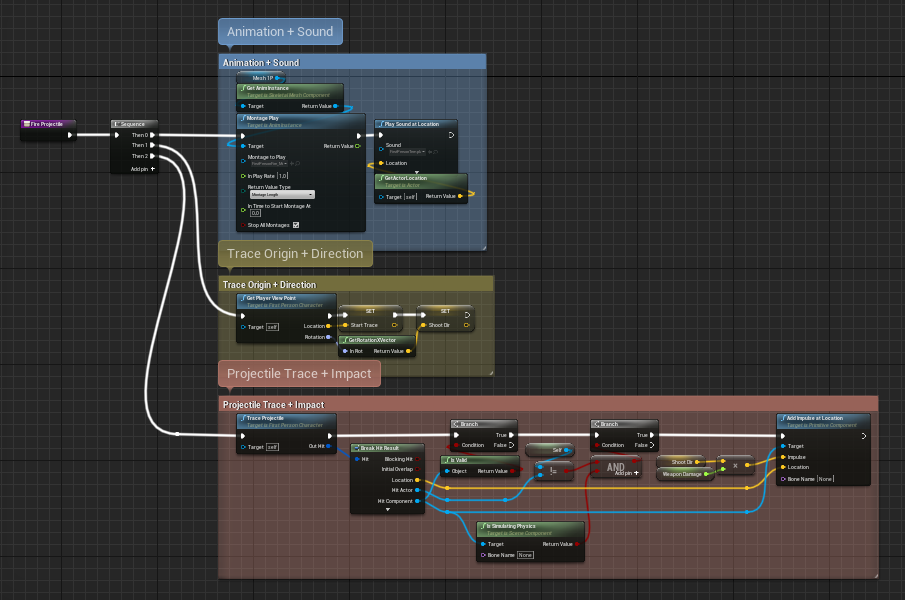 Animation + Sound
Animation + Sound
Mesh 1P
Get AnimInstance
Target is Skeletal Mesh Component
Target
Return Value
Fire Projectile
Sequence
Then 0
Then 1
Then 2
Add pin +
Montage Play
Target is AnimInstance
Target
Return Value
Montage to Play
In Play Rate 1.0
Return Value Type
Montage Length
In Time to Start Montage At
0.0
Stop All Montages
Play Sound at Location
Sound
Location
GetActorLocation
Target is Actor
Target self
Return Value
Trace Origin + Direction
Trace Origin + Direction
Get Player View Point
Target is First Person Character
Target self
Location
Rotation
SET
Start Trace
SET
Shoot Dir
GetRotationXVector
In Rot
Return Value
Projectile Trace + Impact
Projectile Trace + Impact
Trace Projectile
Target is First Person Character
Target self
Out Hit
Break Hit Result
Hit
Blocking Hit
Initial Overlap
Location
Hit Actor
Hit Component
Branch
True
Condition
False
Is Valid
Object
Return Value
Self
!=
Branch
True
Condition
False
AND
Add pin +
Shoot Dir
Weapon Damage
×
Add Impulse at Location
Target is Primitive Component
Target
Impulse
Location
Bone Name None
Is Simulating Physics
Target is Scene Component
Target
Return Value
Bone Name None